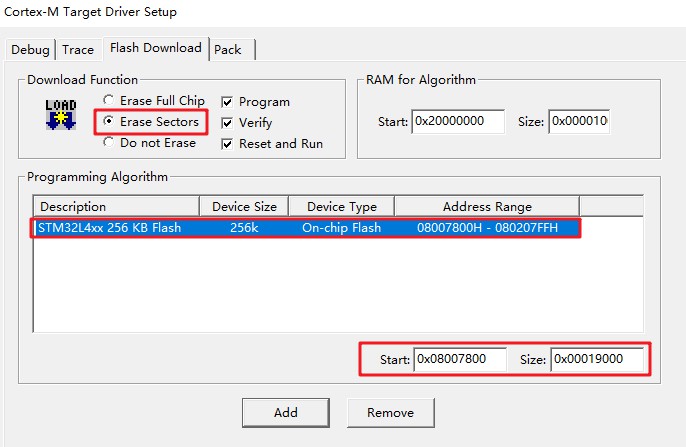 Cortex-M Target Driver Setup
Debug Trace Flash Download Pack
Download Function
LOAD
Erase Full Chip Program
Erase Sectors Verify
Do not Erase Reset and Run
RAM for Algorithm
Start: 0x20000000 Size: 0x000010
Programming Algorithm
Description Device Size Device Type Address Range
STM32L4xx 256 KB Flash 256k On-chip Flash 08007800H - 080207FFH
Start: 0x08007800 Size: 0x00019000
Add Remove